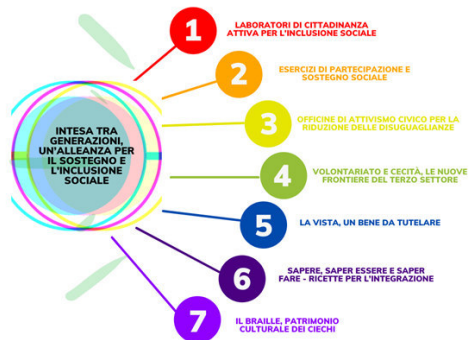 1
LABORATORI DI CITTADINANZA
ATTIVA PER L'INCLUSIONE SOCIALE
2
ESERCIZI DI PARTECIPAZIONE E
SOSTEGNO SOCIALE
3
OFFICINE DI ATTIVISMO CIVICO PER LA
RIDUZIONE DELLE DISUGUAGLIANZE
INTESA TRA
GENERAZIONI,
UN'ALLEANZA PER
IL SOSTEGNO E
L'INCLUSIONE
SOCIALE
4
VOLONTARIATO E CECITÀ, LE NUOVE
FRONTIERE DEL TERZO SETTORE
5
LA VISTA, UN BENE DA TUTELARE
6
SAPERE, SAPER ESSERE E SAPER
FARE - RICETTE PER L'INTEGRAZIONE
7
IL BRAILLE, PATRIMONIO
CULTURALE DEI CIECHI